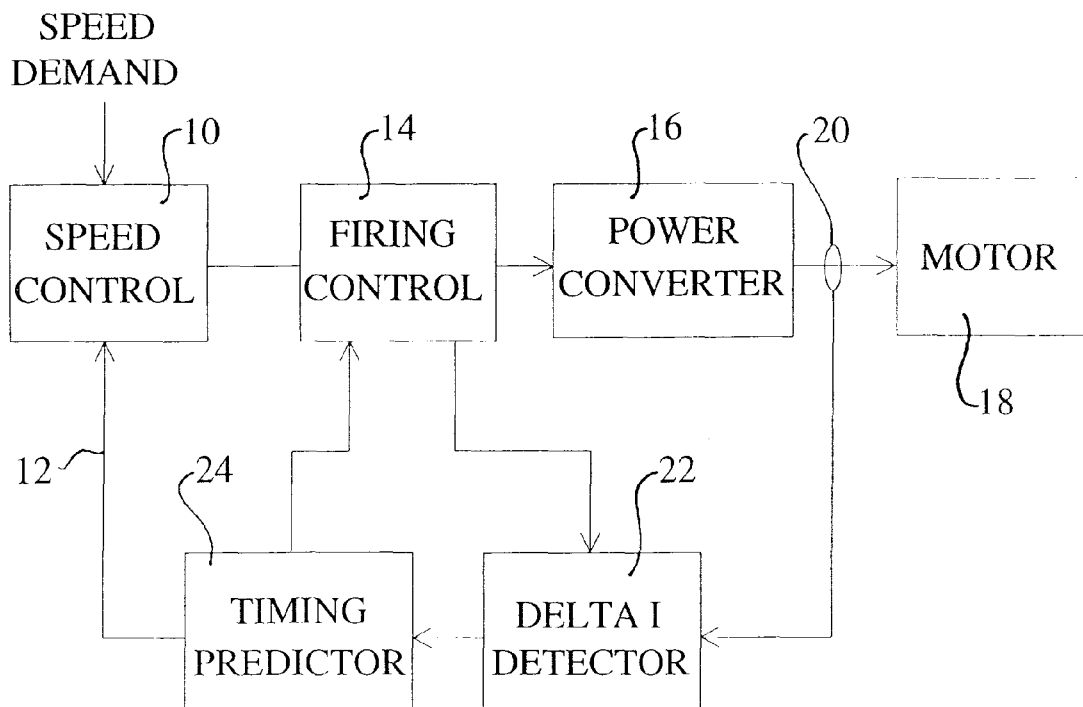 SPEED
DEMAND
10
14
16
20
SPEED
CONTROL
FIRING
CONTROL
POWER
CONVERTER
MOTOR
18
12
24
22
TIMING
PREDICTOR
DELTA I
DETECTOR